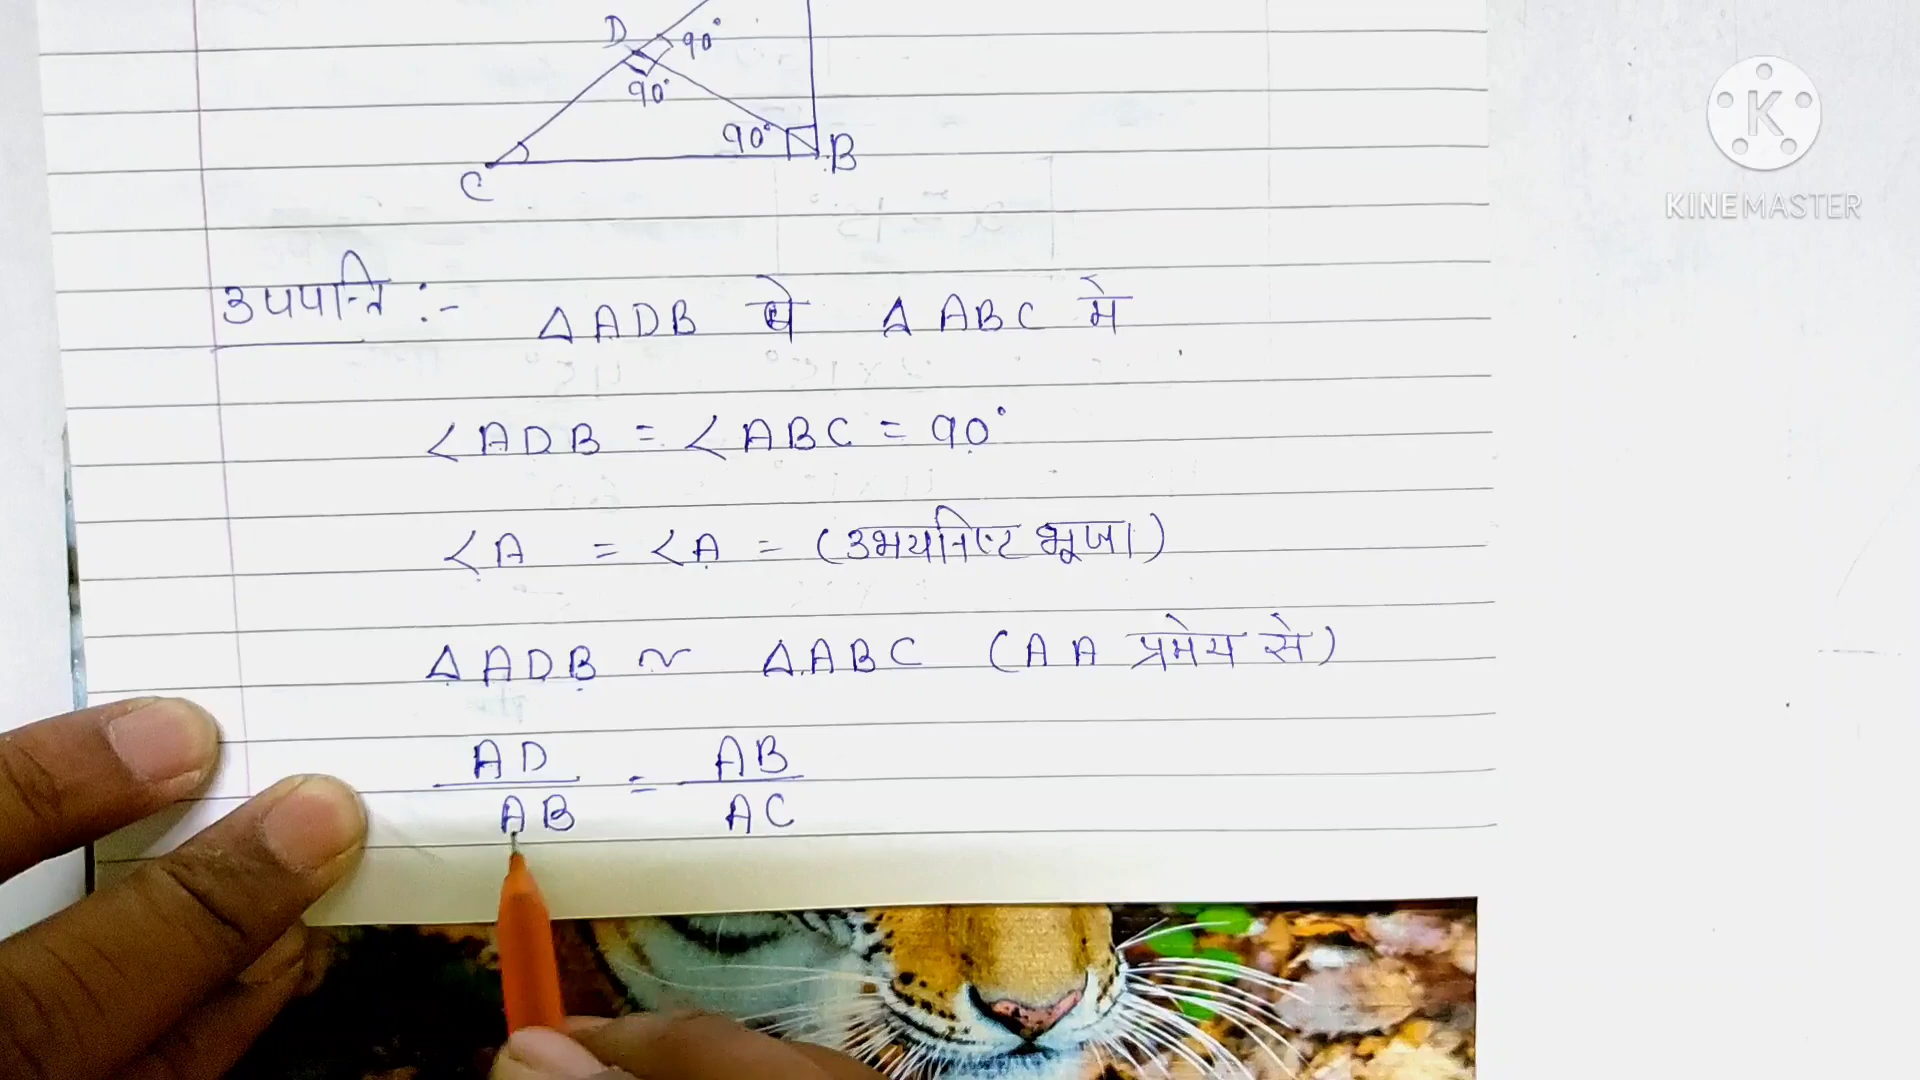 D
90°
90°
90°
B
C
उपपत्ति :- △ADB व △ABC मे
∠ADB = ∠ABC = 90°
∠A = ∠A = (उभयनिष्ट भूजा)
△ADB ~ △ABC (AA प्रमेय से)
AD/AB = AB/AC
K
KINEMASTER